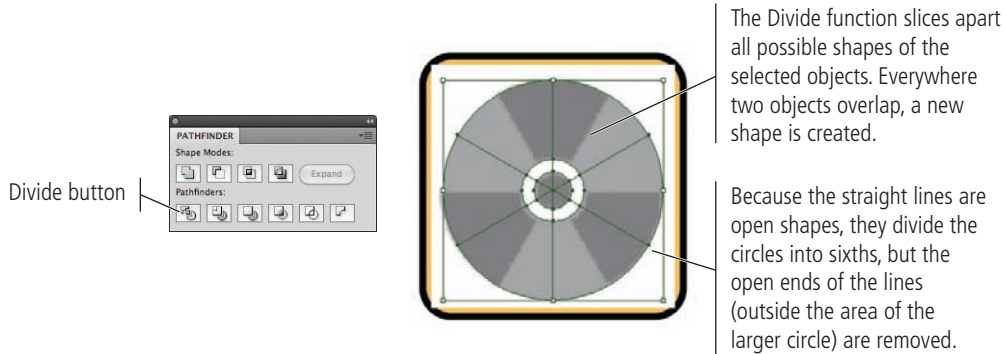 Divide button
PATHFINDER
Shape Modes:
Expand
Pathfinders:
The Divide function slices apart
all possible shapes of the
selected objects. Everywhere
two objects overlap, a new
shape is created.
Because the straight lines are
open shapes, they divide the
circles into sixths, but the
open ends of the lines
(outside the area of the
larger circle) are removed.